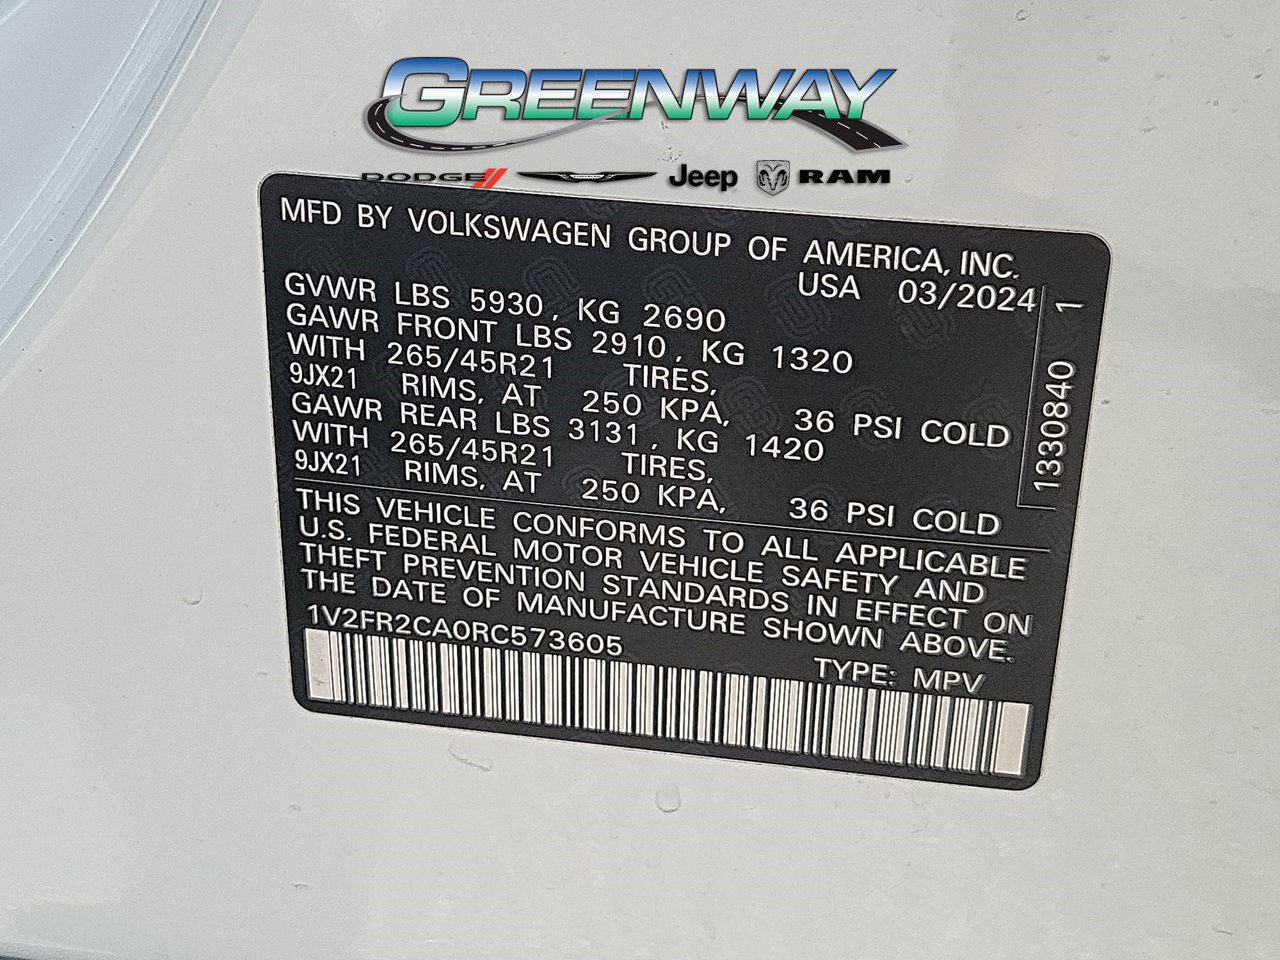 GREENWAY
DODGE Jeep RAM
MFD BY VOLKSWAGEN GROUP OF AMERICA, INC.
USA 03/2024
GVWR LBS 5930, KG 2690
GAWR FRONT LBS 2910, KG 1320
WITH 265/45R21 TIRES,
9JX21 RIMS, AT 250 KPA, 36 PSI COLD
GAWR REAR LBS 3131, KG 1420
WITH 265/45R21 TIRES,
9JX21 RIMS, AT 250 KPA, 36 PSI COLD
1330840 1
THIS VEHICLE CONFORMS TO ALL APPLICABLE
U.S. FEDERAL MOTOR VEHICLE SAFETY AND
THEFT PREVENTION STANDARDS IN EFFECT ON
THE DATE OF MANUFACTURE SHOWN ABOVE.
1V2FR2CA0RC573605
TYPE: MPV